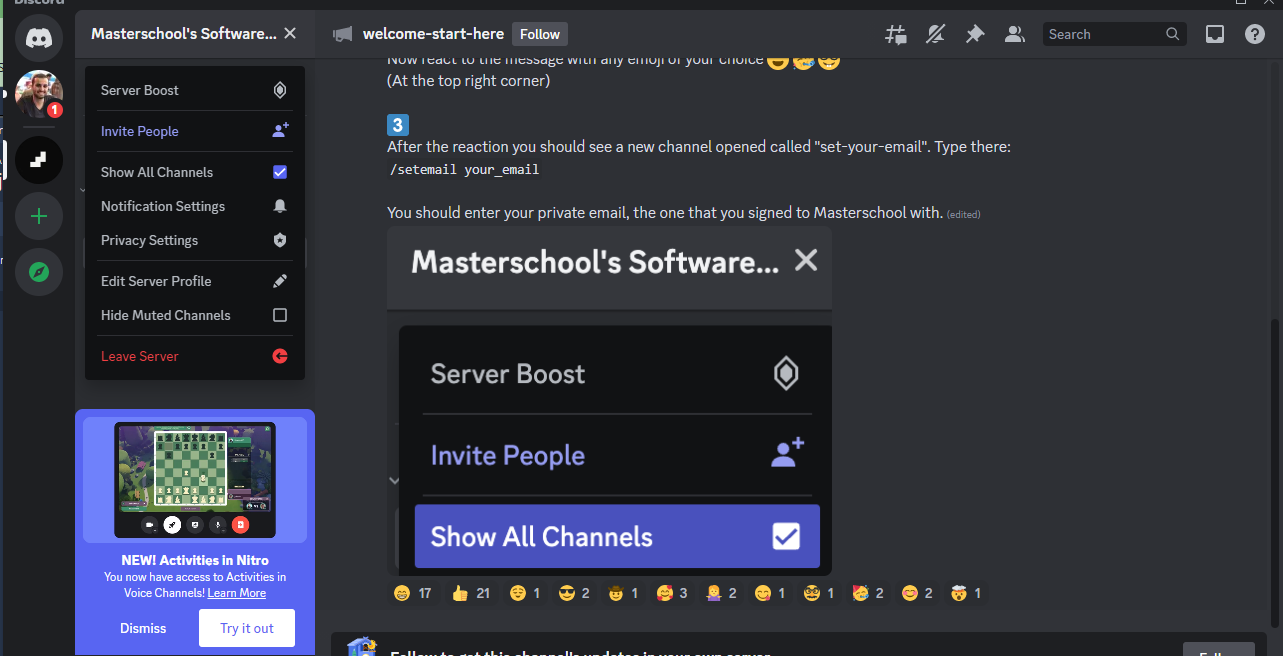 Discord
Masterschool's Software...
Server Boost
Invite People
Show All Channels
Notification Settings
Privacy Settings
Edit Server Profile
Hide Muted Channels
Leave Server
1
NEW! Activities in Nitro
You now have access to Activities in
Voice Channels! Learn More
Dismiss
Try it out
welcome-start-here
Follow
Search
Now react to the message with any emoji of your choice
(At the top right corner)
3
After the reaction you should see a new channel opened called "set-your-email". Type there:
/setemail your_email
You should enter your private email, the one that you signed to Masterschool with. (edited)
Masterschool's Software...
Server Boost
Invite People
Show All Channels
17 21 1 2 1 3 2 1 1 2 2 1
Follow to get this channel's updates in your own server
Follow